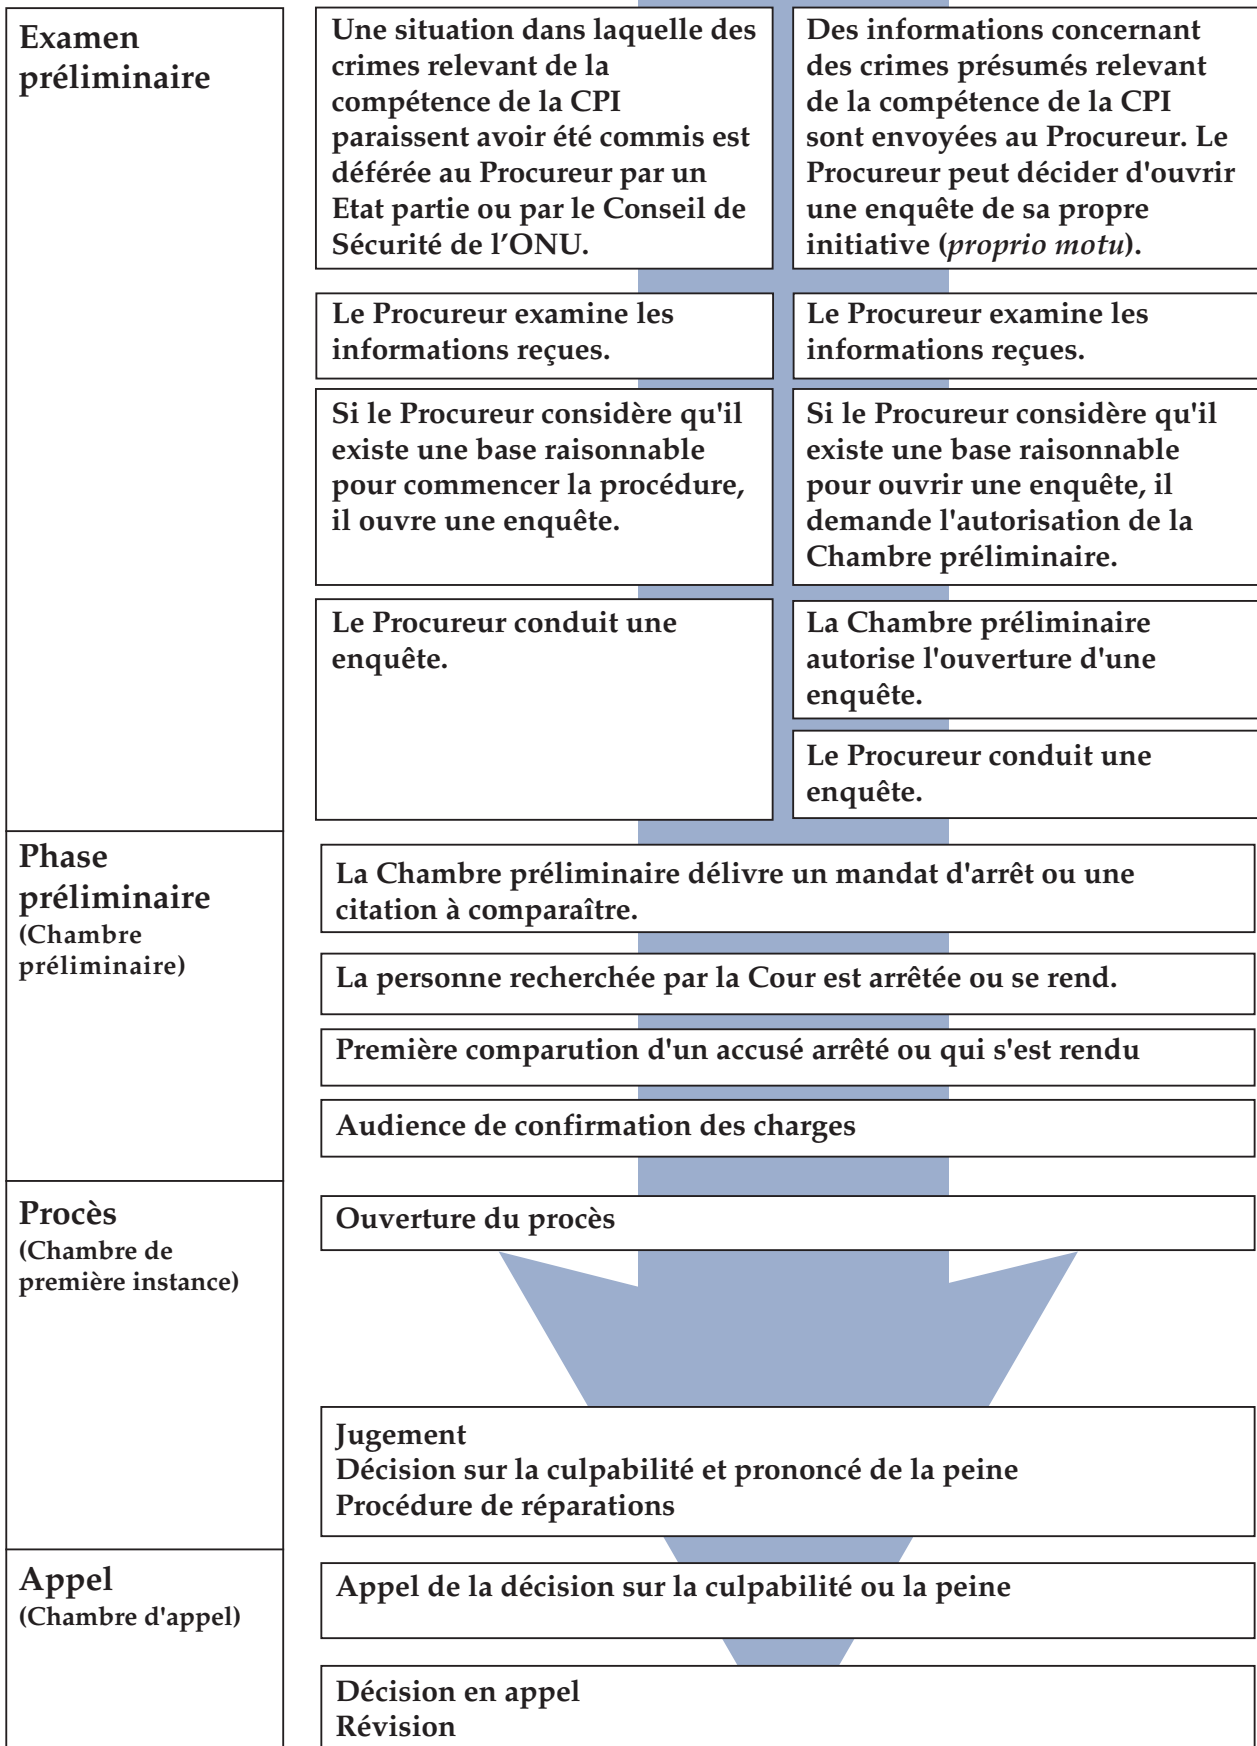 Examen
préliminaire
Une situation dans laquelle des
crimes relevant de la
compétence de la CPI
paraissent avoir été commis est
déférée au Procureur par un
Etat partie ou par le Conseil de
Sécurité de l’ONU.
Des informations concernant
des crimes présumés relevant
de la compétence de la CPI
sont envoyées au Procureur. Le
Procureur peut décider d'ouvrir
une enquête de sa propre
initiative (proprio motu).
Le Procureur examine les
informations reçues.
Le Procureur examine les
informations reçues.
Si le Procureur considère qu'il
existe une base raisonnable
pour commencer la procédure,
il ouvre une enquête.
Si le Procureur considère qu'il
existe une base raisonnable
pour ouvrir une enquête, il
demande l'autorisation de la
Chambre préliminaire.
Le Procureur conduit une
enquête.
La Chambre préliminaire
autorise l'ouverture d'une
enquête.
Le Procureur conduit une
enquête.
Phase
préliminaire
(Chambre
préliminaire)
La Chambre préliminaire délivre un mandat d'arrêt ou une
citation à comparaître.
La personne recherchée par la Cour est arrêtée ou se rend.
Première comparution d'un accusé arrêté ou qui s'est rendu
Audience de confirmation des charges
Procès
(Chambre de
première instance)
Ouverture du procès
Jugement
Décision sur la culpabilité et prononcé de la peine
Procédure de réparations
Appel
(Chambre d'appel)
Appel de la décision sur la culpabilité ou la peine
Décision en appel
Révision